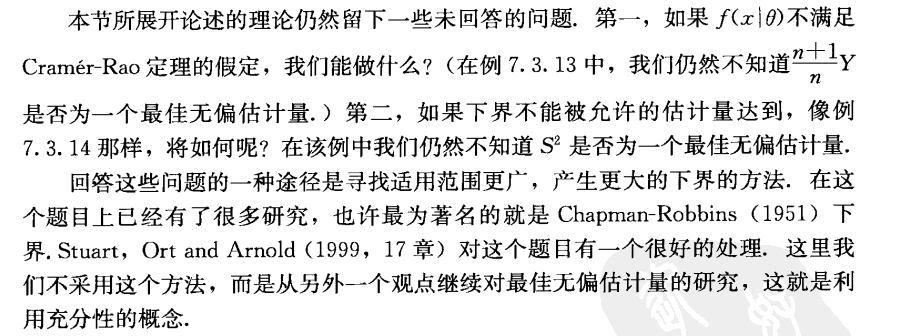 本节所展开论述的理论仍然留下一些未回答的问题. 第一，如果 f(x|θ)不满足
Cramér-Rao 定理的假定，我们能做什么？（在例 7.3.13 中，我们仍然不知道 \frac{n+1}{n}Y
是否为一个最佳无偏估计量.）第二，如果下界不能被允许的估计量达到，像例
7.3.14 那样，将如何呢？在该例中我们仍然不知道 S² 是否为一个最佳无偏估计量.
回答这些问题的一种途径是寻找适用范围更广，产生更大的下界的方法. 在这
个题目上已经有了很多研究，也许最为著名的就是 Chapman-Robbins（1951）下
界. Stuart，Ort and Arnold（1999，17 章）对这个题目有一个很好的处理. 这里我
们不采用这个方法，而是从另外一个观点继续对最佳无偏估计量的研究，这就是利
用充分性的概念.